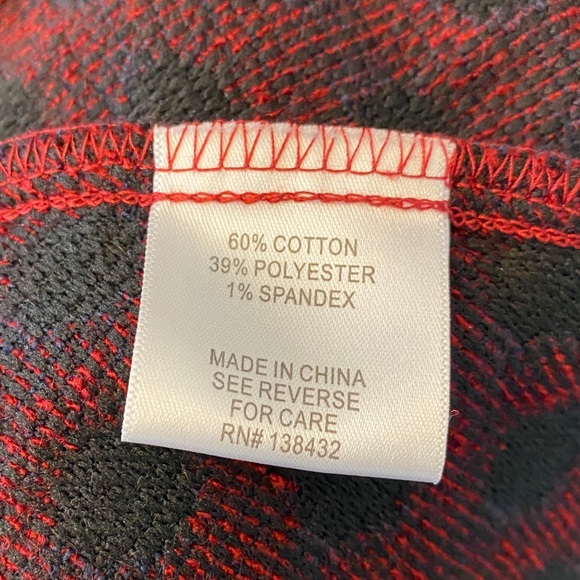 60% COTTON
39% POLYESTER
1% SPANDEX
MADE IN CHINA
SEE REVERSE
FOR CARE
RN# 138432